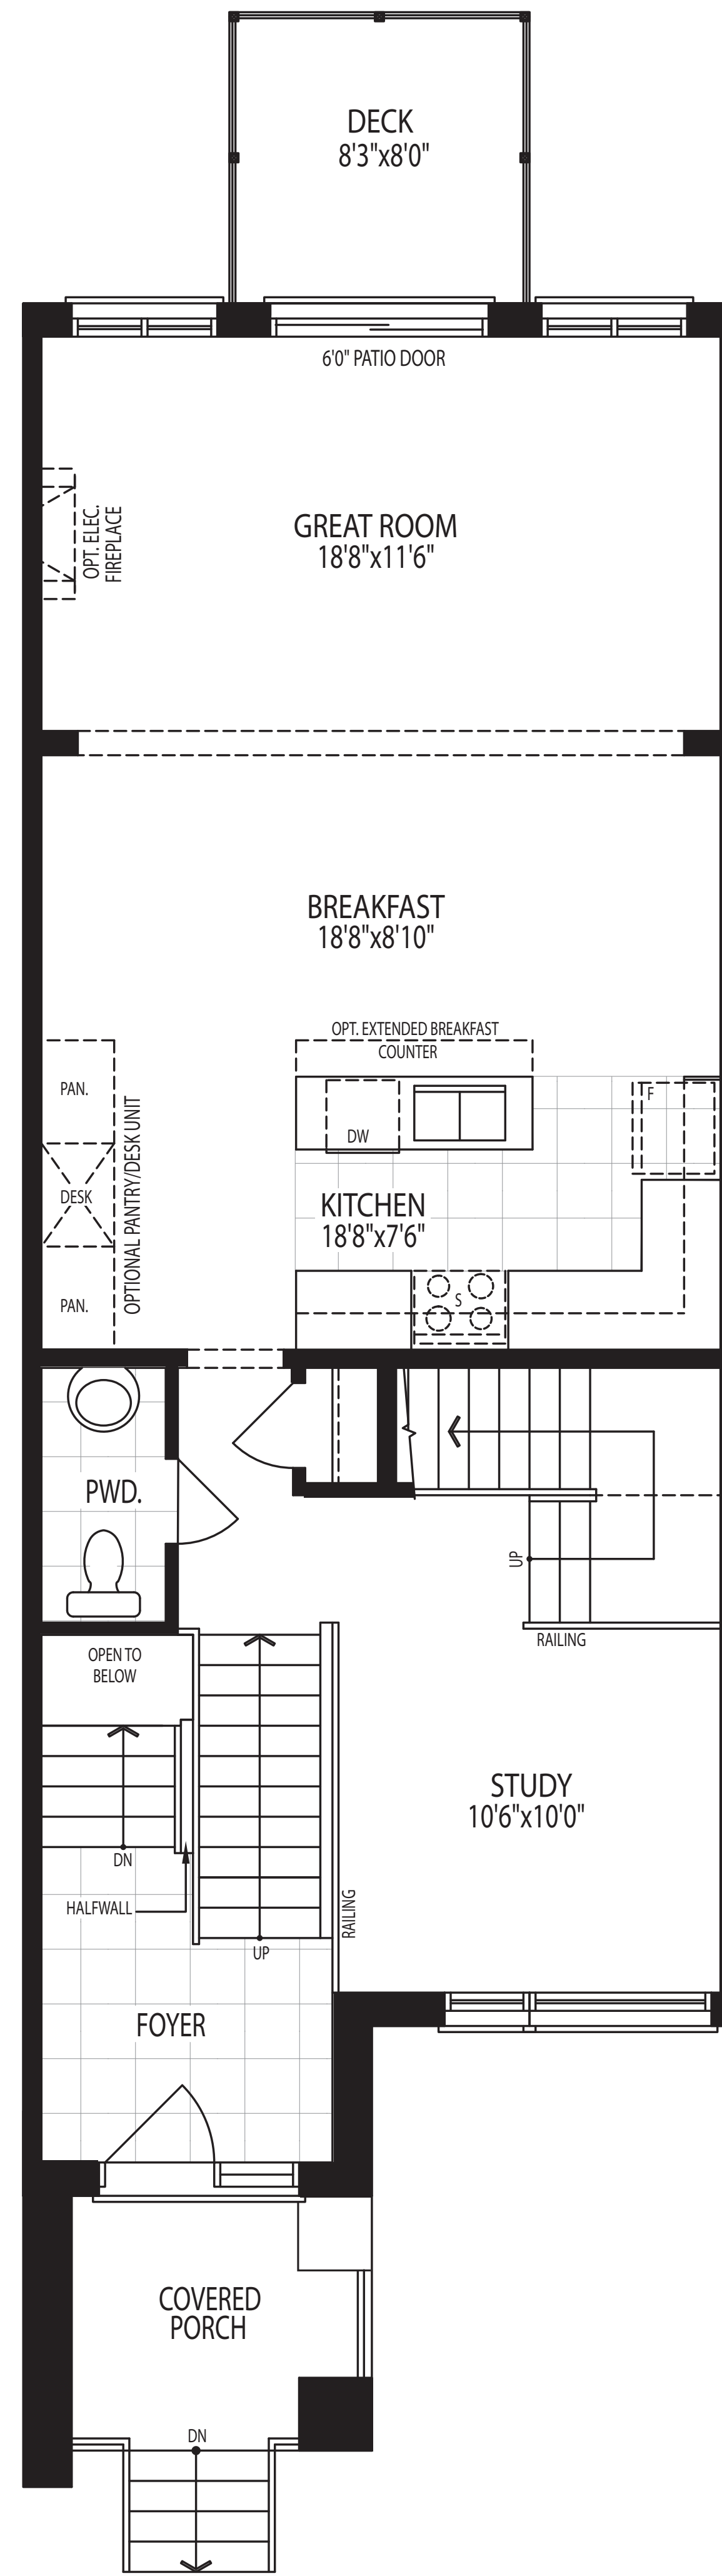 DECK
8'3"x8'0"
6'0" PATIO DOOR
OPT. ELEC.
FIREPLACE
GREAT ROOM
18'8"x11'6"
BREAKFAST
18'8"x8'10"
OPT. EXTENDED BREAKFAST
COUNTER
PAN.
DESK
PAN.
OPTIONAL PANTRY/DESK UNIT
DW
F
KITCHEN
18'8"x7'6"
S
PWD.
UP
RAILING
OPEN TO
BELOW
STUDY
10'6"x10'0"
DN
HALFWALL
RAILING
UP
FOYER
COVERED
PORCH
DN